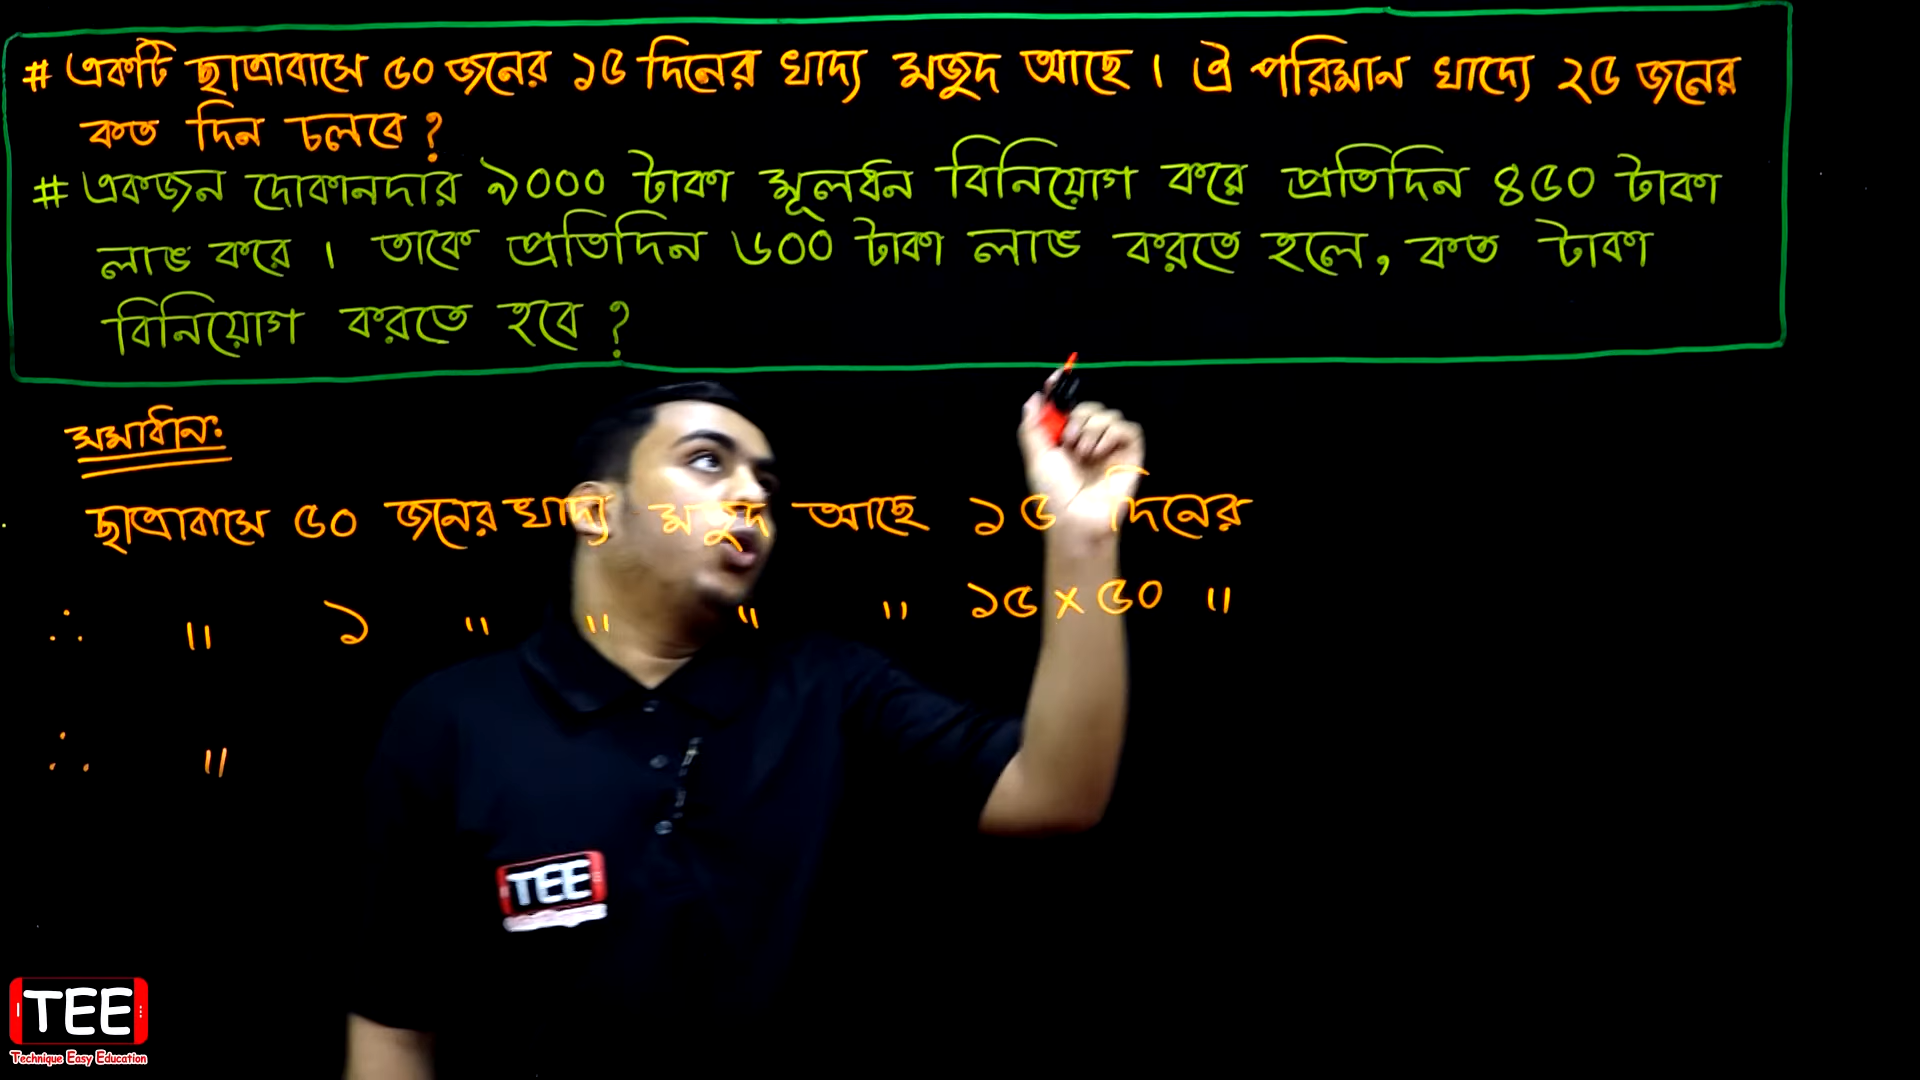 # একটি ছাত্রাবাসে ৫০ জনের ১৫ দিনের খাদ্য মজুদ আছে। ঐ পরিমান খাদ্যে ২৫ জনের
কত দিন চলবে?
# একজন দোকানদার ৯০০০ টাকা মূলধন বিনিয়োগ করে প্রতিদিন ৪৫০ টাকা
লাভ করে। তাকে প্রতিদিন ৬০০ টাকা লাভ করতে হলে, কত টাকা
বিনিয়োগ করতে হবে?
সমাধানঃ
ছাত্রাবাসে ৫০ জনের খাদ্য মজুদ আছে ১৫ দিনের
∴ " ১ " " " " ১৫ × ৫০ "
∴ "
TEE
TEE
Technique Easy Education